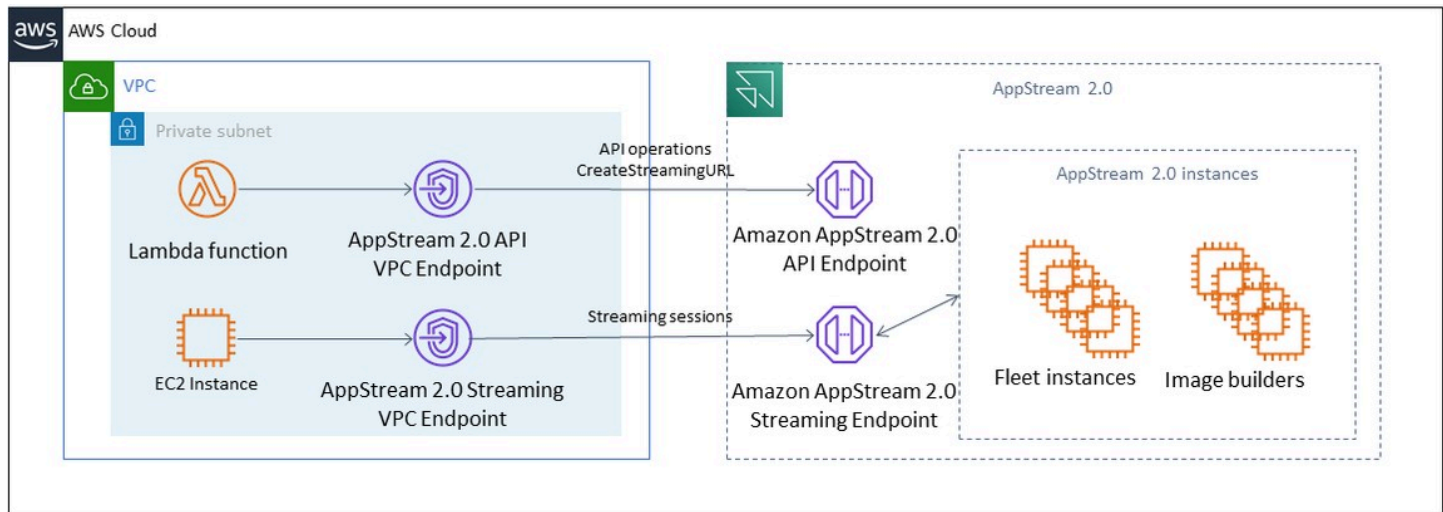 aws
AWS Cloud
VPC
Private subnet
Lambda function
AppStream 2.0 API
VPC Endpoint
EC2 Instance
AppStream 2.0 Streaming
VPC Endpoint
API operations
CreateStreamingURL
Streaming sessions
AppStream 2.0
Amazon AppStream 2.0
API Endpoint
Amazon AppStream 2.0
Streaming Endpoint
AppStream 2.0 instances
Fleet instances
Image builders